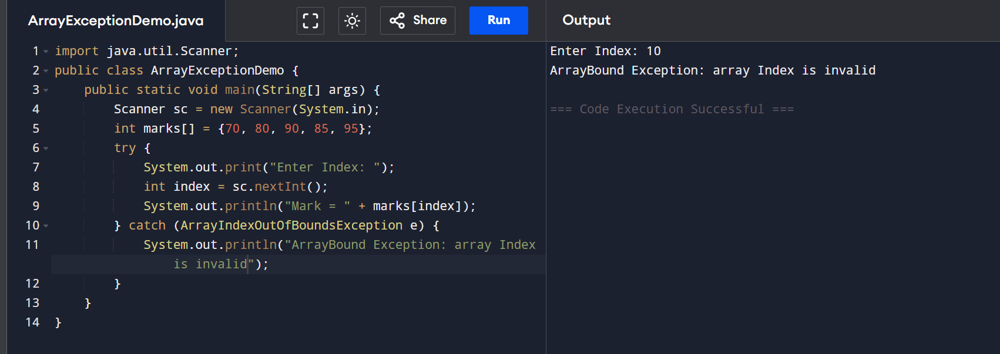 ArrayExceptionDemo.java
Share
Run
Output
1 import java.util.Scanner;
2 public class ArrayExceptionDemo {
3     public static void main(String[] args) {
4         Scanner sc = new Scanner(System.in);
5         int marks[] = {70, 80, 90, 85, 95};
6         try {
7             System.out.print("Enter Index: ");
8             int index = sc.nextInt();
9             System.out.println("Mark = " + marks[index]);
10         } catch (ArrayIndexOutOfBoundsException e) {
11             System.out.println("ArrayBound Exception: array Index
                is invalid");
12         }
13     }
14 }
Enter Index: 10
ArrayBound Exception: array Index is invalid
=== Code Execution Successful ===